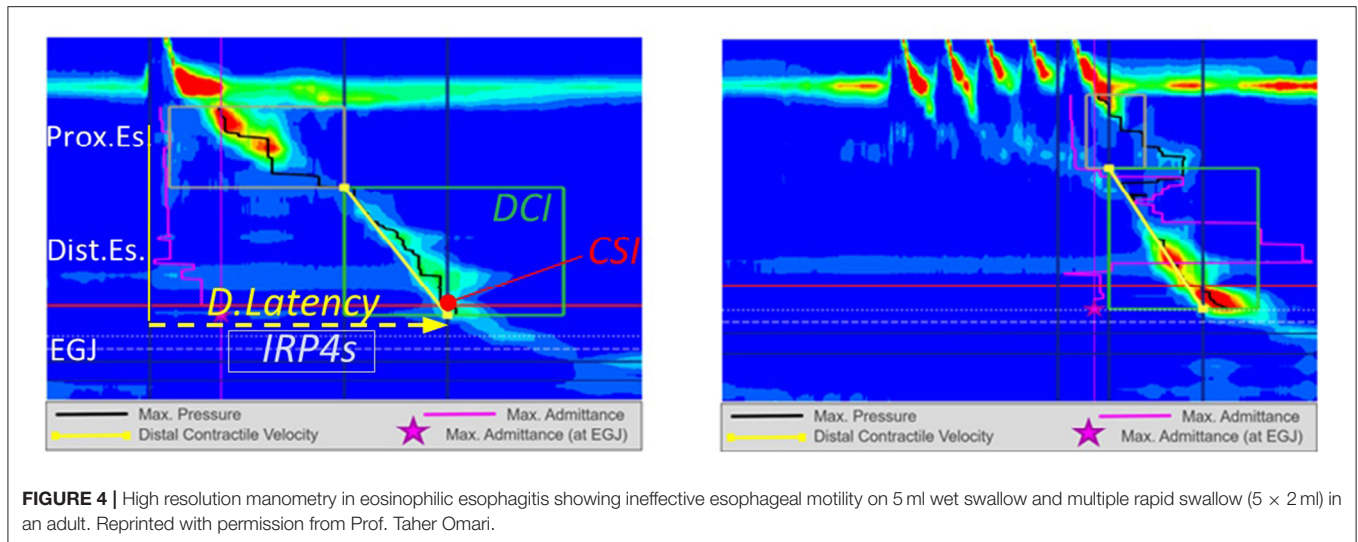 Prox.Es.
DCI
Dist.Es.
CSI
D.Latency
IRP4s
EGJ
Max. Pressure
Max. Admittance
Distal Contractile Velocity
Max. Admittance (at EGJ)
Max. Pressure
Max. Admittance
Distal Contractile Velocity
Max. Admittance (at EGJ)
FIGURE 4 | High resolution manometry in eosinophilic esophagitis showing ineffective esophageal motility on 5 ml wet swallow and multiple rapid swallow (5 × 2 ml) in
an adult. Reprinted with permission from Prof. Taher Omari.